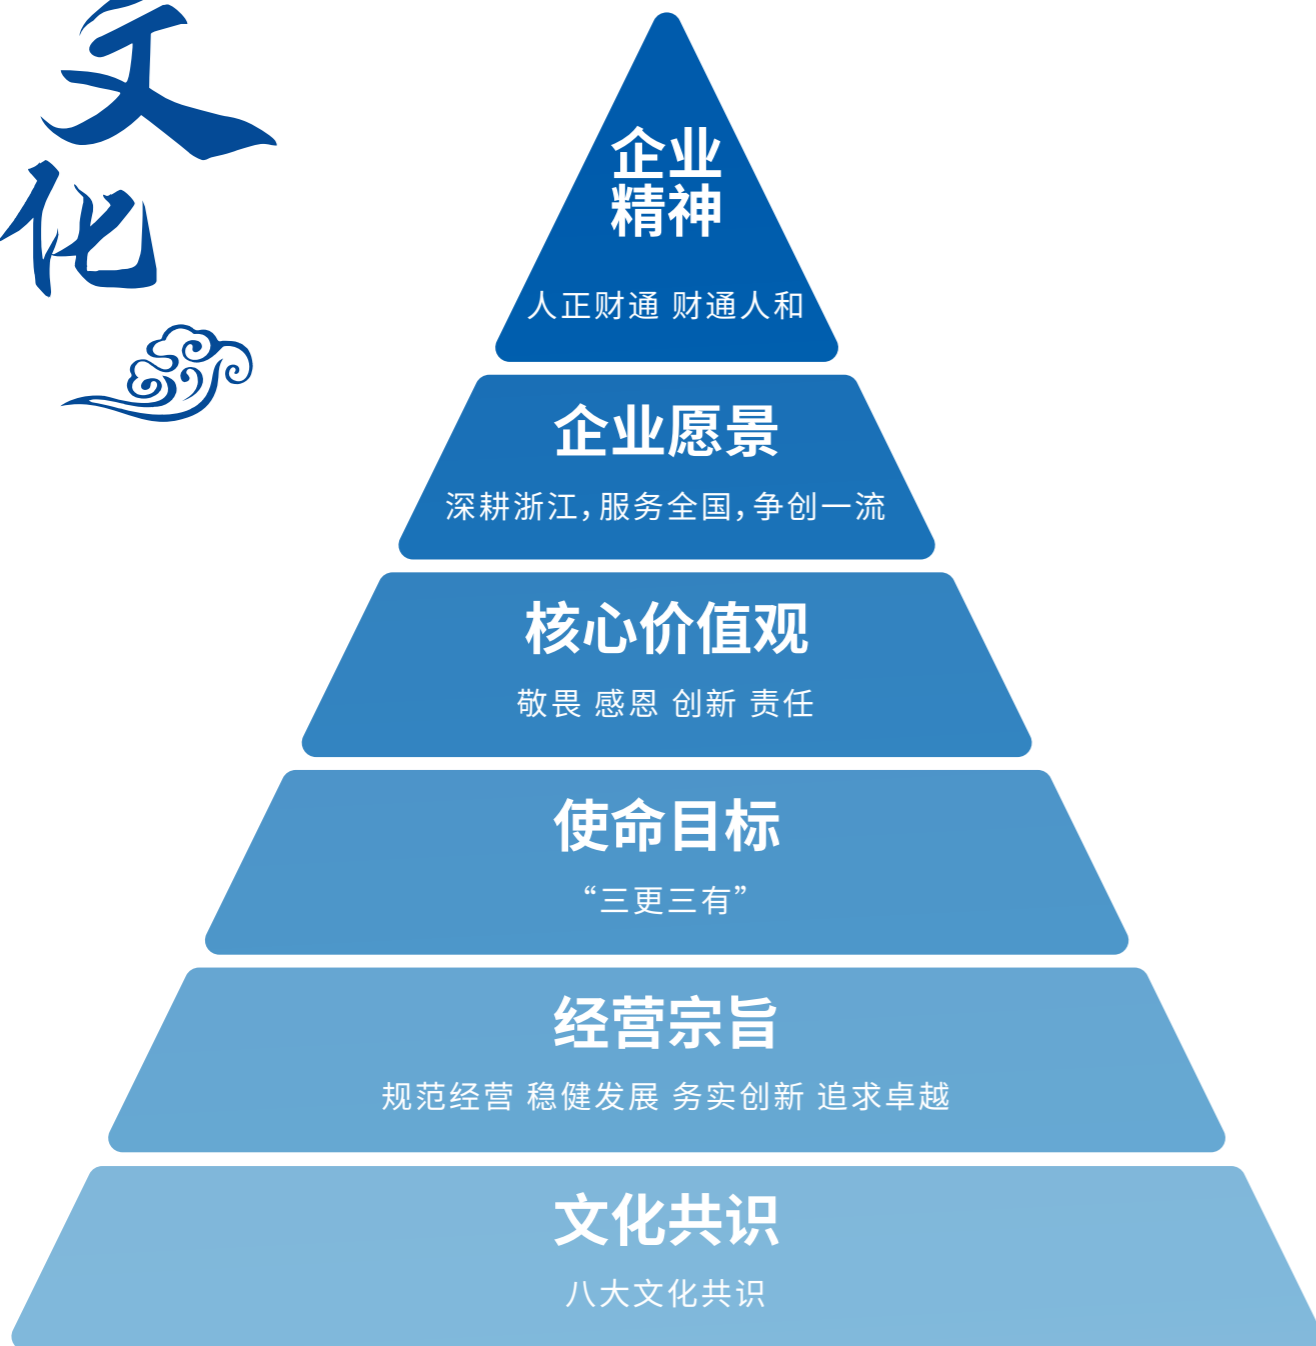 文
化
企业
精神
人正财通 财通人和
企业愿景
深耕浙江,服务全国,争创一流
核心价值观
敬畏 感恩 创新 责任
使命目标
“三更三有”
经营宗旨
规范经营 稳健发展 务实创新 追求卓越
文化共识
八大文化共识